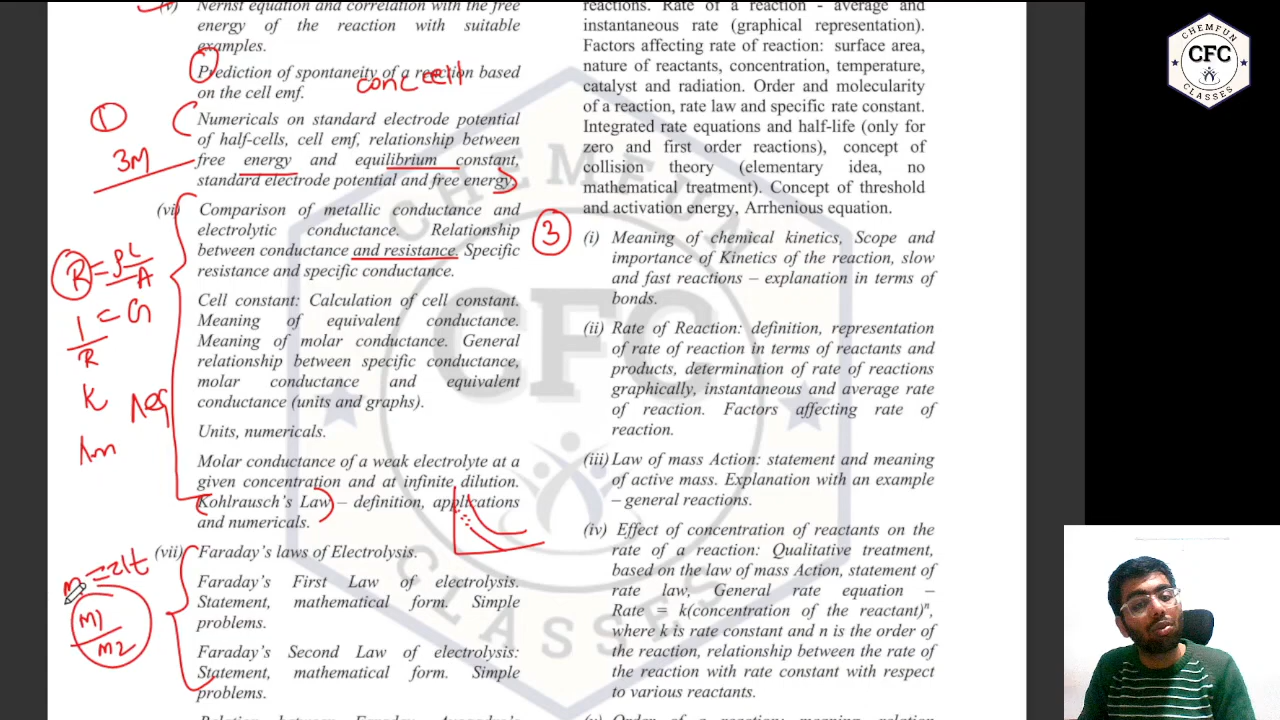 (v) Nernst equation and correlation with the free
energy of the reaction with suitable
examples.
Prediction of spontaneity of a reaction based
on the cell emf.
conc cell
Numericals on standard electrode potential
of half-cells, cell emf, relationship between
free energy and equilibrium constant,
standard electrode potential and free energy.
1
3M
(vi) Comparison of metallic conductance and
electrolytic conductance. Relationship
between conductance and resistance. Specific
resistance and specific conductance.
Cell constant: Calculation of cell constant.
Meaning of equivalent conductance.
Meaning of molar conductance. General
relationship between specific conductance,
molar conductance and equivalent
conductance (units and graphs).
Units, numericals.
Molar conductance of a weak electrolyte at a
given concentration and at infinite dilution.
Kohlrausch's Law – definition, applications
and numericals.
R = ρL/A
1/R = G
K
Λeq
Λm
(vii) Faraday's laws of Electrolysis.
Faraday's First Law of electrolysis.
Statement, mathematical form. Simple
problems.
Faraday's Second Law of electrolysis:
Statement, mathematical form. Simple
problems.
Relation between Faraday, Avogadro's
m = zIt
m1/m2
reactions. Rate of a reaction - average and
instantaneous rate (graphical representation).
Factors affecting rate of reaction: surface area,
nature of reactants, concentration, temperature,
catalyst and radiation. Order and molecularity
of a reaction, rate law and specific rate constant.
Integrated rate equations and half-life (only for
zero and first order reactions), concept of
collision theory (elementary idea, no
mathematical treatment). Concept of threshold
and activation energy, Arrhenious equation.
3
(i) Meaning of chemical kinetics, Scope and
importance of Kinetics of the reaction, slow
and fast reactions – explanation in terms of
bonds.
(ii) Rate of Reaction: definition, representation
of rate of reaction in terms of reactants and
products, determination of rate of reactions
graphically, instantaneous and average rate
of reaction. Factors affecting rate of
reaction.
(iii) Law of mass Action: statement and meaning
of active mass. Explanation with an example
– general reactions.
(iv) Effect of concentration of reactants on the
rate of a reaction: Qualitative treatment,
based on the law of mass Action, statement of
rate law, General rate equation –
Rate = k(concentration of the reactant)ⁿ,
where k is rate constant and n is the order of
the reaction, relationship between the rate of
the reaction with rate constant with respect
to various reactants.
(v) Order of a reaction: meaning, relation
CHEMFUN
CFC
CLASSES
CHEMFUN
CFC
CLASSES